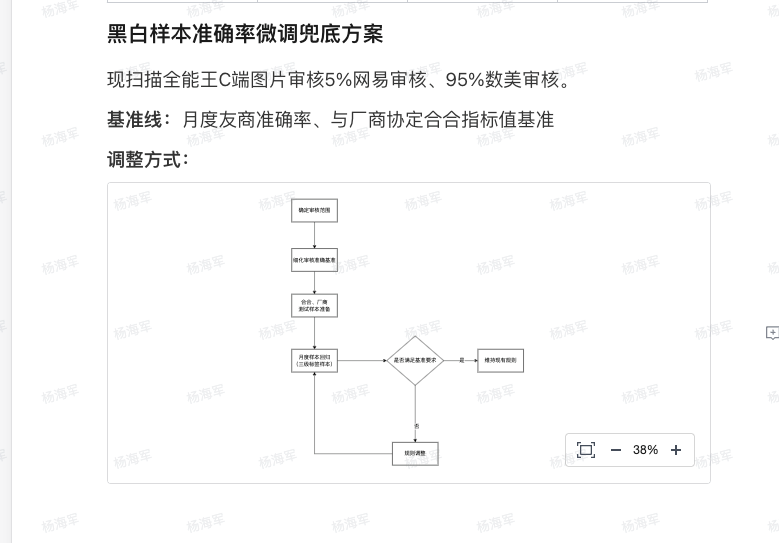 黑白样本准确率微调兜底方案
现扫描全能王C端图片审核5%网易审核、95%数美审核。
基准线：月度友商准确率、与厂商协定合合指标值基准
调整方式：
确定审核范围
细化审核准确基准
合合、厂商
测试样本准备
月度样本回归
（三级标签样本）
是否满足基准要求
是
维持现有规则
否
规则调整
38%
杨海军